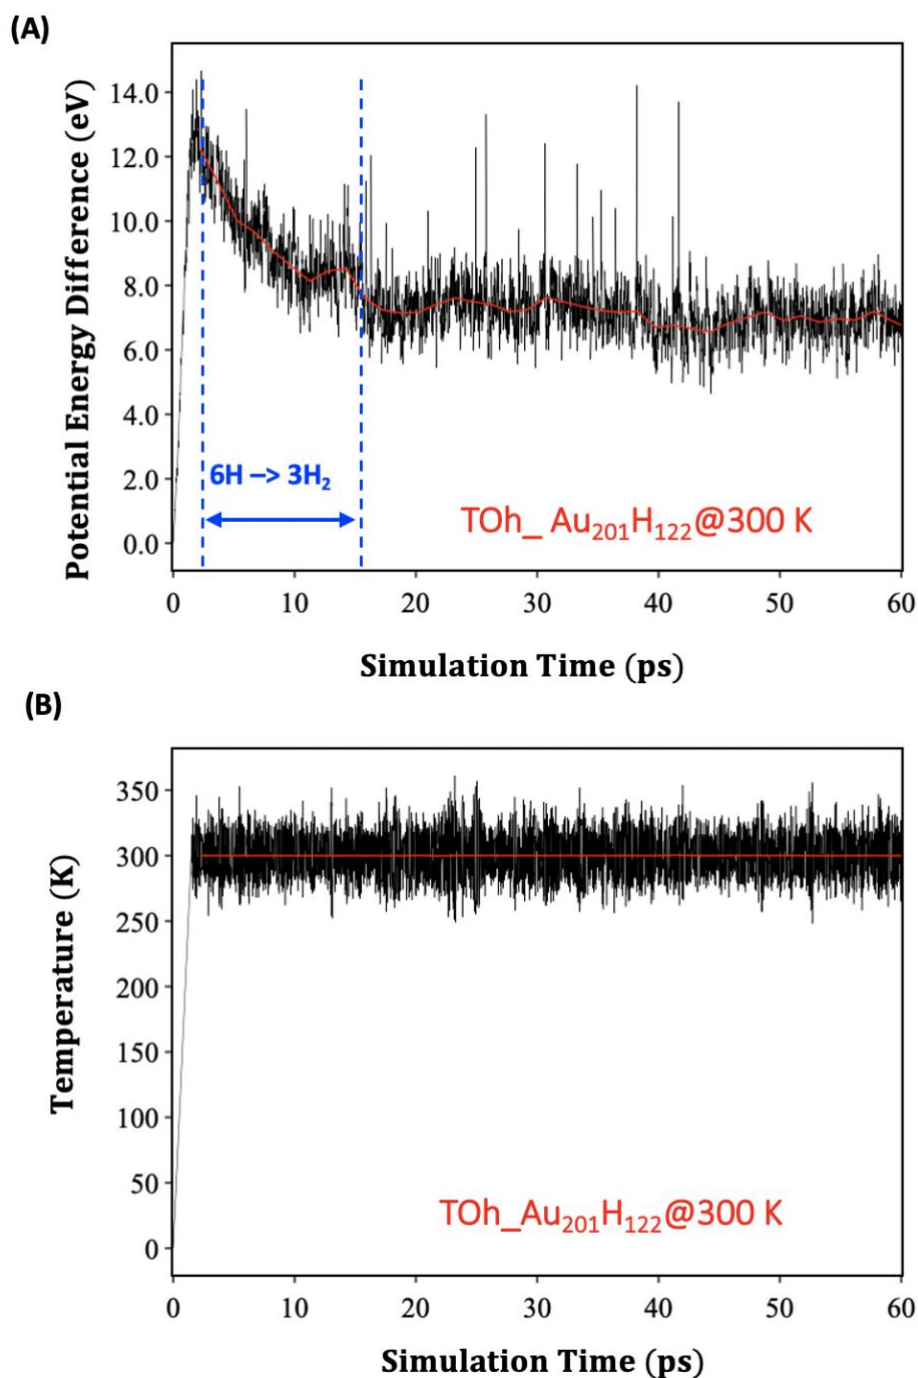 (A)
Potential Energy Difference (eV)
14.0
12.0
10.0
8.0
6.0
4.0
2.0
0.0
6H –> 3H₂
TOh_ Au₂₀₁H₁₂₂@300 K
0 10 20 30 40 50 60
Simulation Time (ps)
(B)
Temperature (K)
350
300
250
200
150
100
50
0
TOh_Au₂₀₁H₁₂₂@300 K
0 10 20 30 40 50 60
Simulation Time (ps)